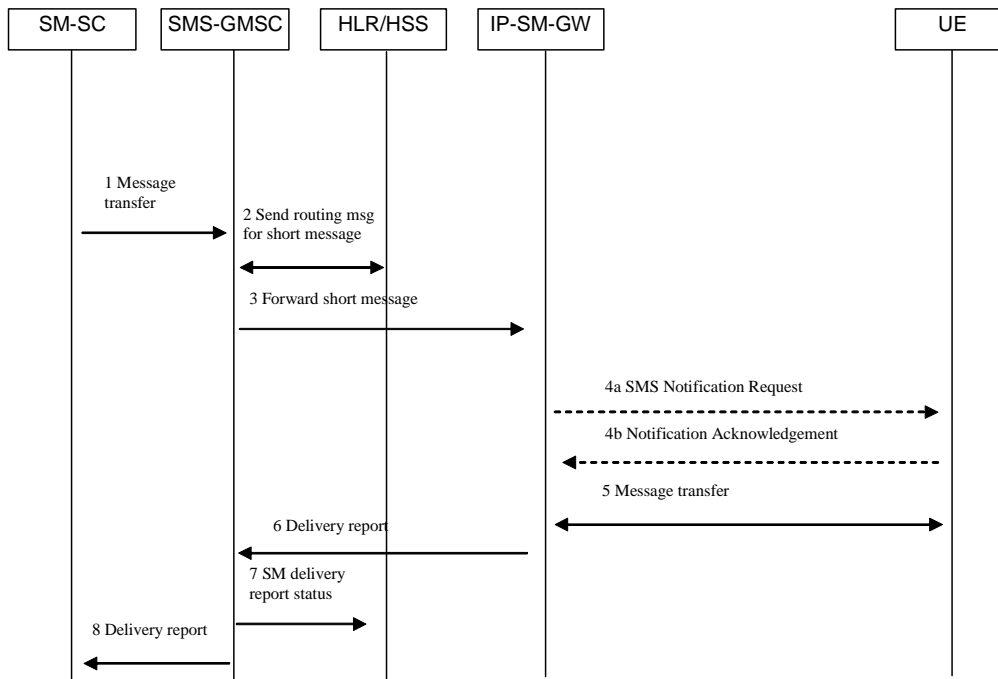 SM-SC
SMS-GMSC
HLR/HSS
IP-SM-GW
UE
1 Message
transfer
2 Send routing msg
for short message
3 Forward short message
4a SMS Notification Request
4b Notification Acknowledgement
5 Message transfer
6 Delivery report
7 SM delivery
report status
8 Delivery report